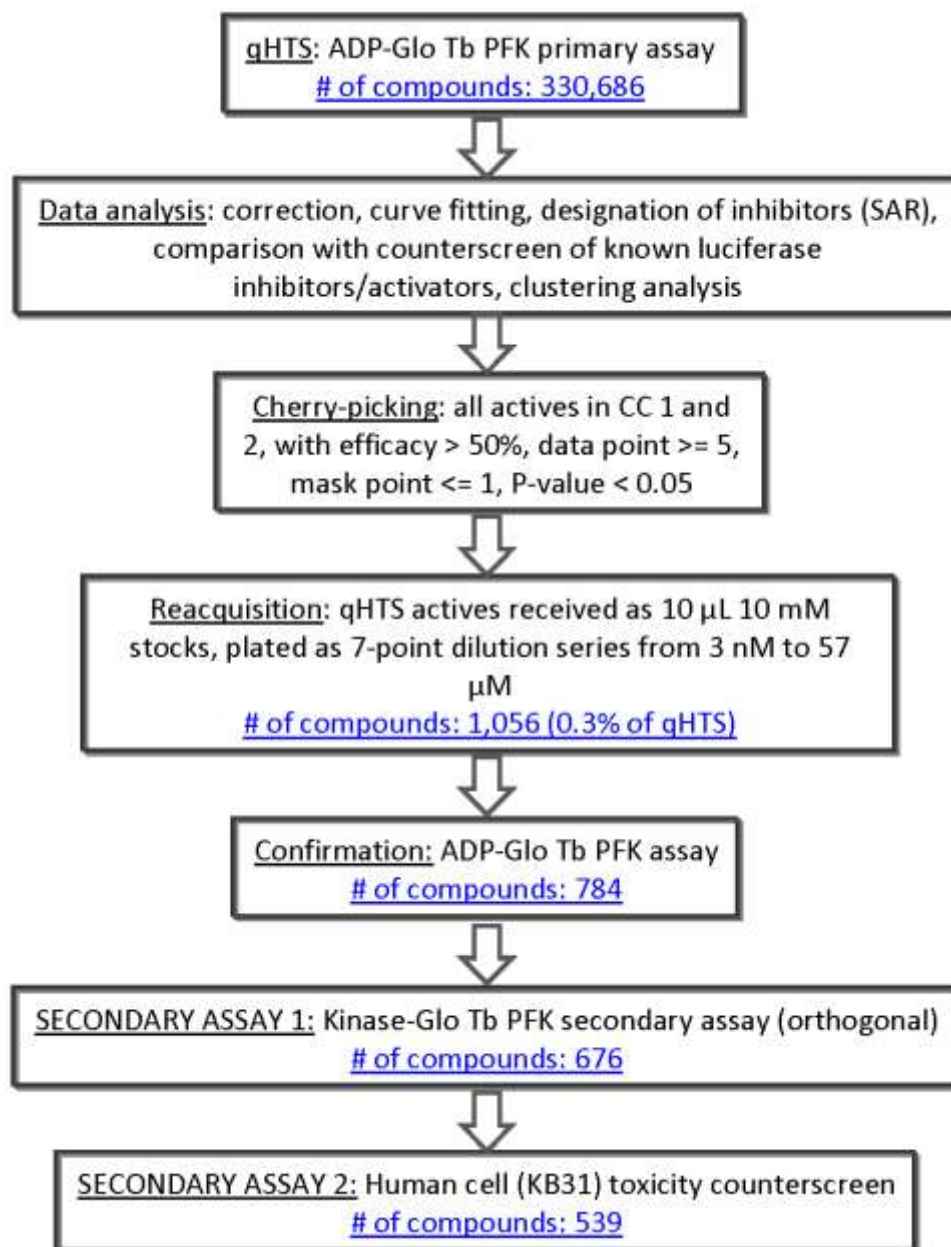 qHTS: ADP-Glo Tb PFK primary assay
# of compounds: 330,686
Data analysis: correction, curve fitting, designation of inhibitors (SAR),
comparison with counterscreen of known luciferase
inhibitors/activators, clustering analysis
Cherry-picking: all actives in CC 1 and
2, with efficacy > 50%, data point >= 5,
mask point <= 1, P-value < 0.05
Reacquisition: qHTS actives received as 10 µL 10 mM
stocks, plated as 7-point dilution series from 3 nM to 57
µM
# of compounds: 1,056 (0.3% of qHTS)
Confirmation: ADP-Glo Tb PFK assay
# of compounds: 784
SECONDARY ASSAY 1: Kinase-Glo Tb PFK secondary assay (orthogonal)
# of compounds: 676
SECONDARY ASSAY 2: Human cell (KB31) toxicity counterscreen
# of compounds: 539